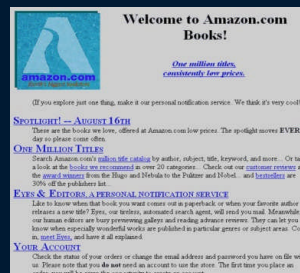 Welcome to Amazon.com
Books!
amazon.com
One million titles,
consistently low prices.
(If you explore just one thing, make it our personal notification service. We think it's very cool!
SPOTLIGHT! -- AUGUST 16TH
There are the books we love, offered at Amazon.com low prices. The spotlight moves EVER
day so please come often.
ONE MILLION TITLES
Search Amazon.com's million title catalog by author, subject, title, keyword, and more... Or ta
a look at the books we recommend in over 20 categories... Check out our customer reviews a
the award winners from the Hugo and Nebula to the Pulitzer and Nobel... and bestsellers are
30% off the publishers list...
EYES & EDITORS, A PERSONAL NOTIFICATION SERVICE
Like to know when that book you want comes out in paperback or when your favorite author
releases a new title? Eyes, our tireless, automated search agent, will send you mail. Meanwhile
our human editors are busy previewing galleys and reading advance reviews. They can let you
know when especially wonderful works are published in particular genres or subject areas. Co
in, meet Eyes, and have it all explained.
YOUR ACCOUNT
Check the status of your orders or change the email address and password you have on file w
us. Please note that you do not need an account to use the store. The first time you place an